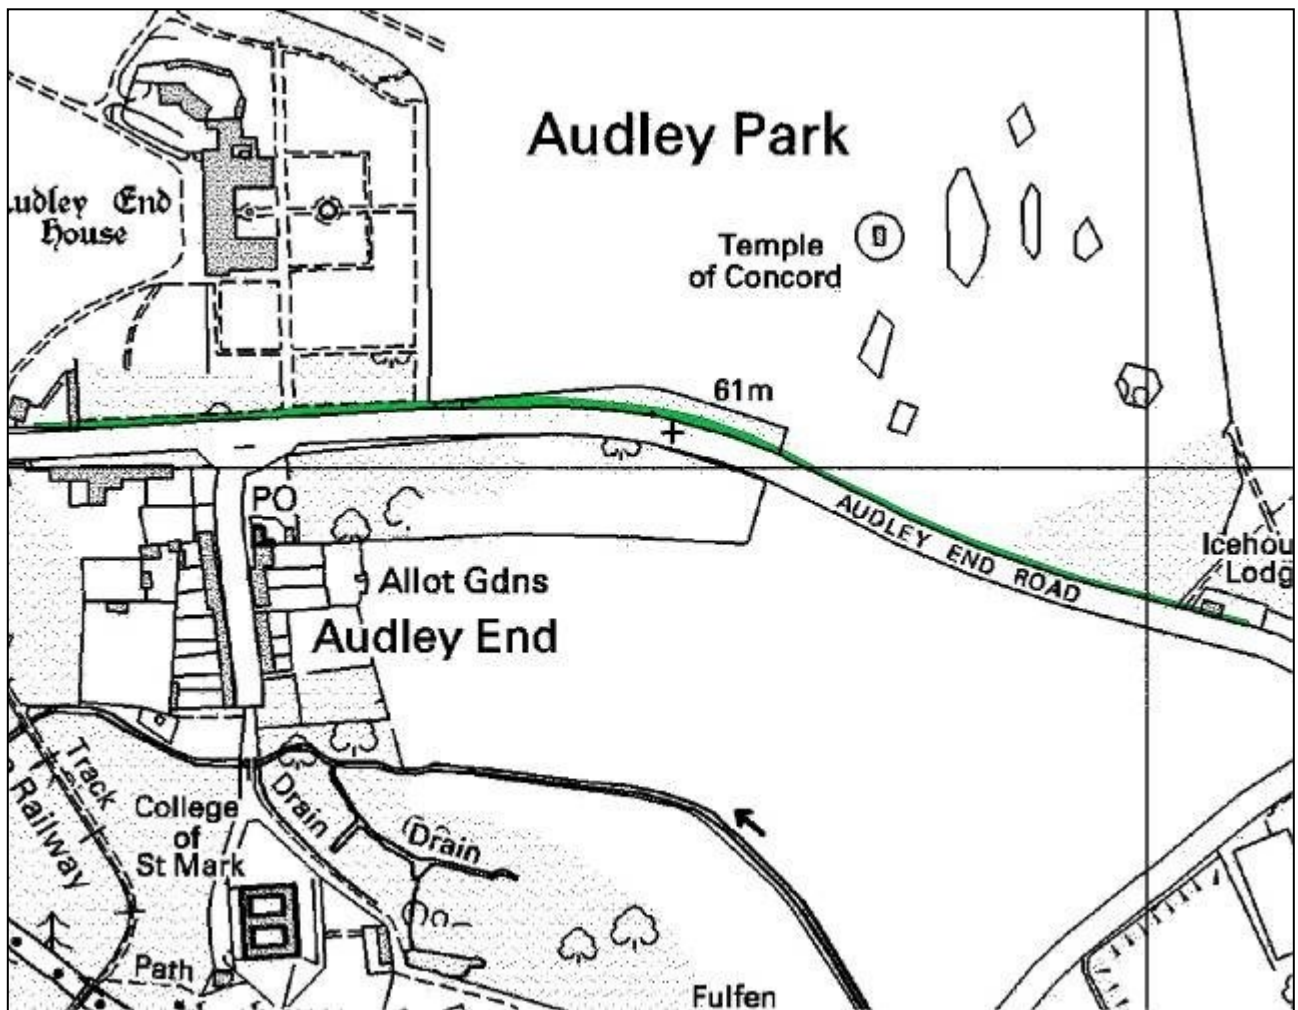 Audley Park
udley End
House
Temple
of Concord
61m
PO
AUDLEY END ROAD
Icehou
Lodg
Allot Gdns
Audley End
Track
Railway
College
of
St Mark
Drain
Drain
Path
Fulfen